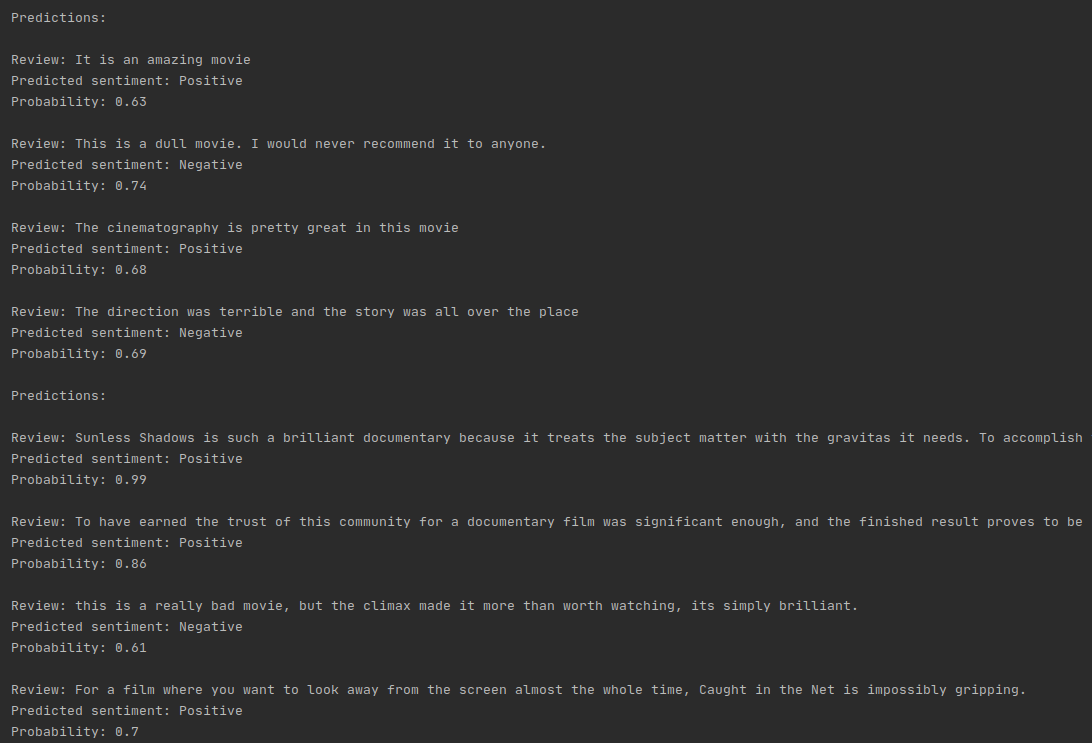 Predictions:
Review: It is an amazing movie
Predicted sentiment: Positive
Probability: 0.63
Review: This is a dull movie. I would never recommend it to anyone.
Predicted sentiment: Negative
Probability: 0.74
Review: The cinematography is pretty great in this movie
Predicted sentiment: Positive
Probability: 0.68
Review: The direction was terrible and the story was all over the place
Predicted sentiment: Negative
Probability: 0.69
Predictions:
Review: Sunless Shadows is such a brilliant documentary because it treats the subject matter with the gravitas it needs. To accomplish
Predicted sentiment: Positive
Probability: 0.99
Review: To have earned the trust of this community for a documentary film was significant enough, and the finished result proves to be
Predicted sentiment: Positive
Probability: 0.86
Review: this is a really bad movie, but the climax made it more than worth watching, its simply brilliant.
Predicted sentiment: Negative
Probability: 0.61
Review: For a film where you want to look away from the screen almost the whole time, Caught in the Net is impossibly gripping.
Predicted sentiment: Positive
Probability: 0.7